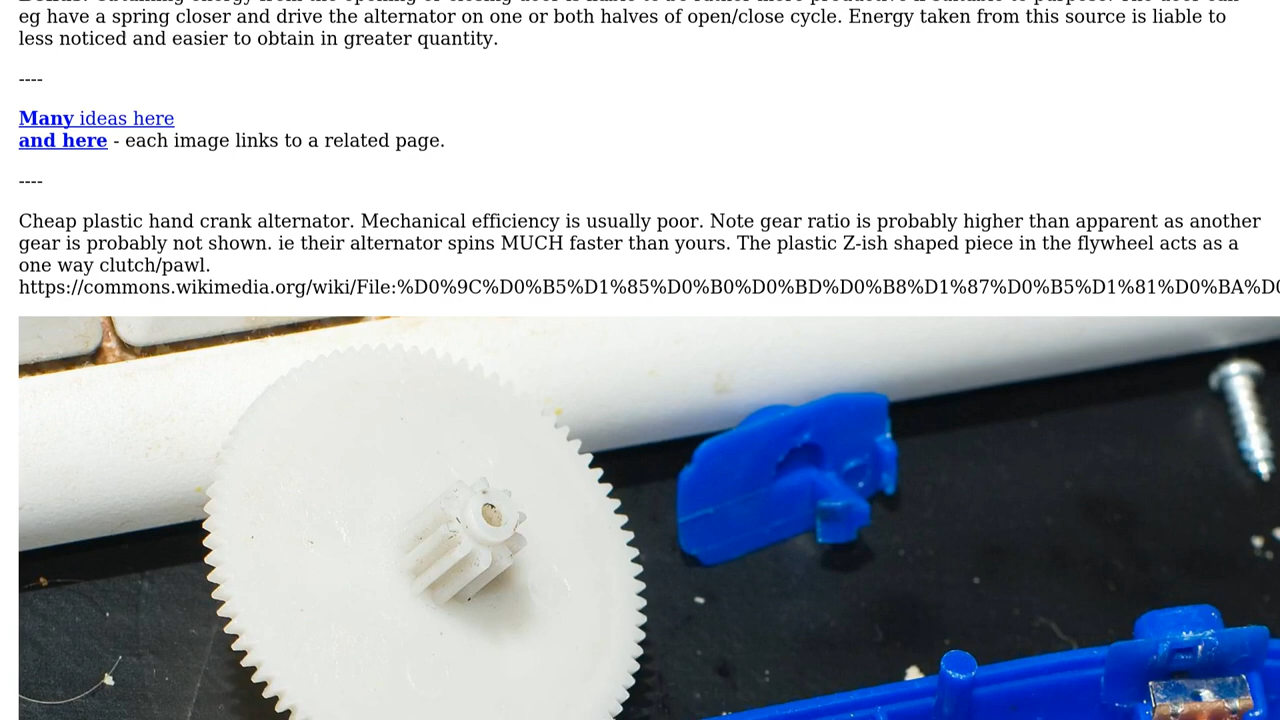 eg have a spring closer and drive the alternator on one or both halves of open/close cycle. Energy taken from this source is liable to
less noticed and easier to obtain in greater quantity.
----
Many ideas here
and here - each image links to a related page.
----
Cheap plastic hand crank alternator. Mechanical efficiency is usually poor. Note gear ratio is probably higher than apparent as another
gear is probably not shown. ie their alternator spins MUCH faster than yours. The plastic Z-ish shaped piece in the flywheel acts as a
one way clutch/pawl.
https://commons.wikimedia.org/wiki/File:%D0%9C%D0%B5%D1%85%D0%B0%D0%BD%D0%B8%D1%87%D0%B5%D1%81%D0%BA%D0